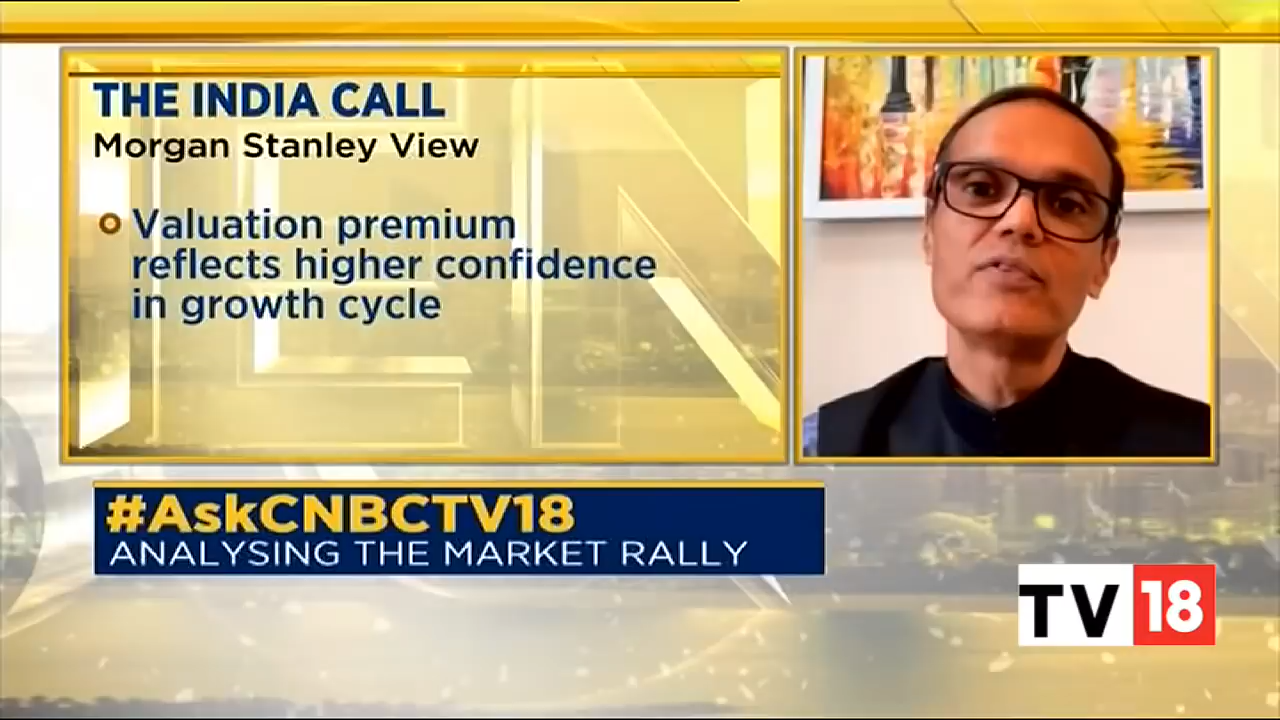 THE INDIA CALL
Morgan Stanley View
Valuation premium
reflects higher confidence
in growth cycle
#AskCNBCTV18
ANALYSING THE MARKET RALLY
TV18